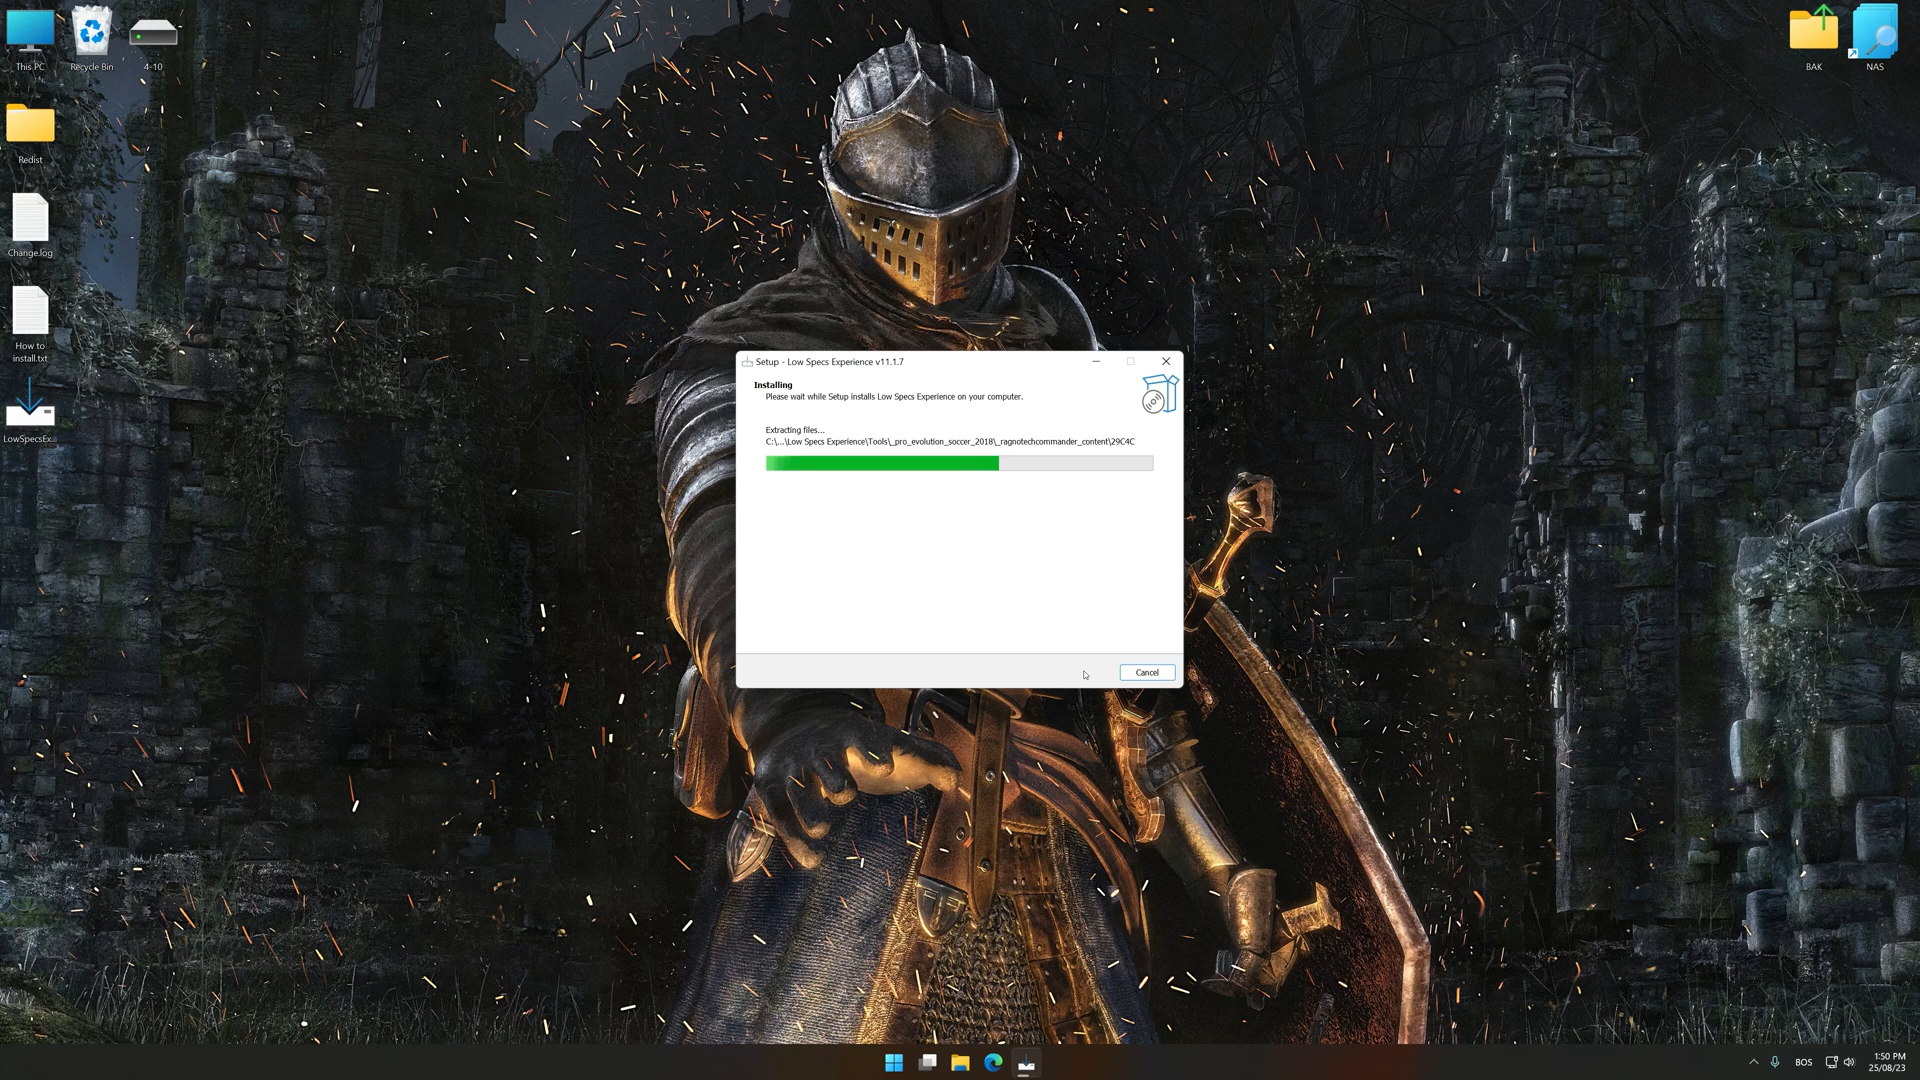 This PC
Recycle Bin
4-10
BAK
NAS
Redist
Change.log
How to
install.txt
LowSpecsEx...
Setup - Low Specs Experience v11.1.7
Installing
Please wait while Setup installs Low Specs Experience on your computer.
Extracting files...
C:\...\Low Specs Experience\Tools\_pro_evolution_soccer_2018\_ragnotechcommander_content\29C4C
Cancel
BOS
1:50 PM
25/08/23